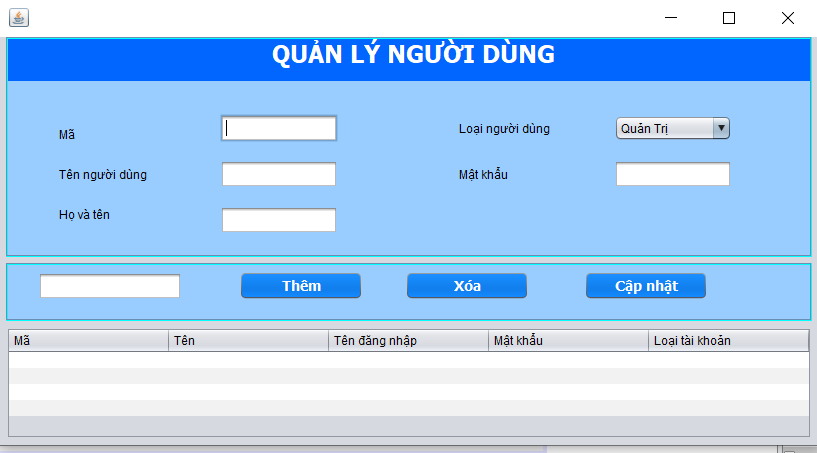 QUẢN LÝ NGƯỜI DÙNG
Mã
Loại người dùng
Quản Trị
Tên người dùng
Mật khẩu
Họ và tên
Thêm
Xóa
Cập nhật
Mã
Tên
Tên đăng nhập
Mật khẩu
Loại tài khoản